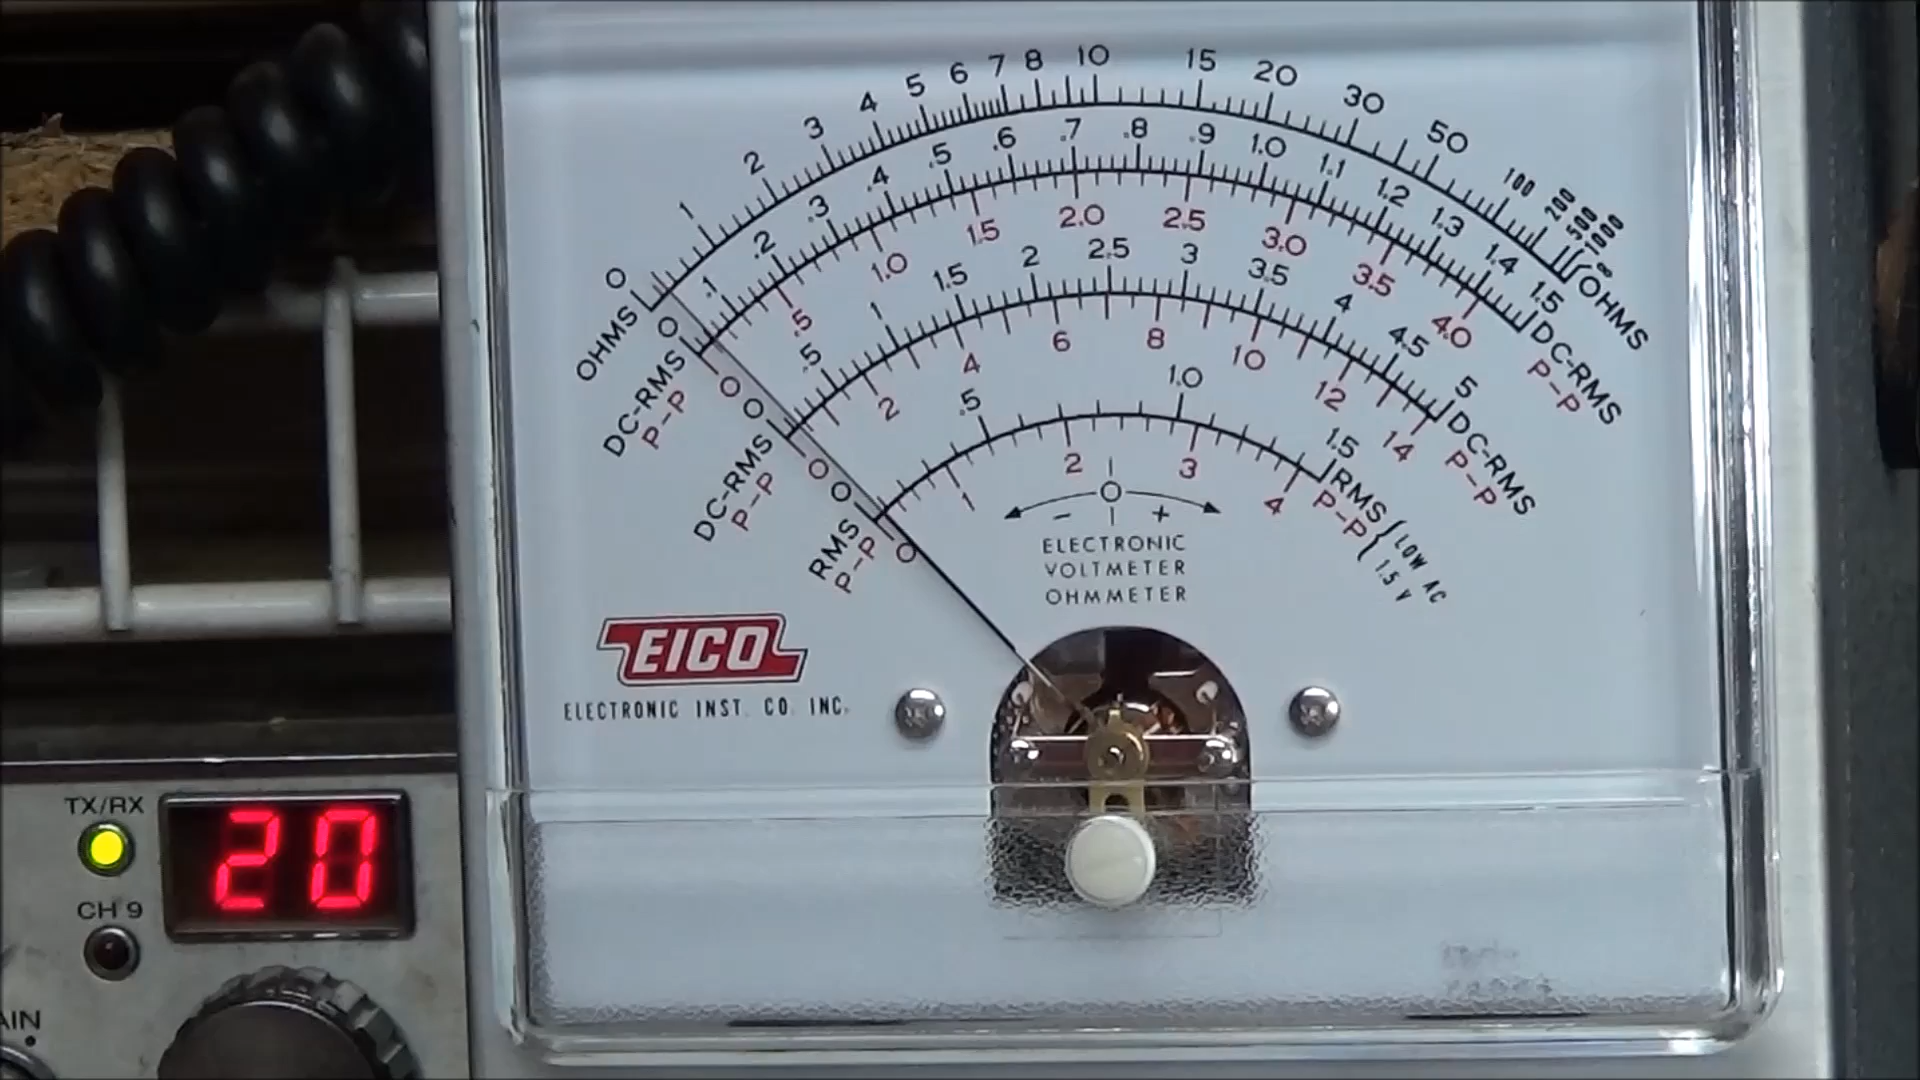 0 1 2 3 4 5 6 7 8 10 15 20 30 50 100 200 500 1000 ∞
OHMS OHMS
0 .1 .2 .3 .4 .5 .6 .7 .8 .9 1.0 1.1 1.2 1.3 1.4 1.5
DC-RMS DC-RMS
0 .5 1.0 1.5 2.0 2.5 3.0 3.5 4.0
P-P P-P
0 .5 1 1.5 2 2.5 3 3.5 4 4.5 5
DC-RMS DC-RMS
0 2 4 6 8 10 12 14
P-P P-P
0 .5 1.0 1.5
RMS RMS
0 1 2 3 4
P-P P-P
LOW AC
1.5 V
0
- +
ELECTRONIC
VOLTMETER
OHMMETER
EICO
ELECTRONIC INST. CO. INC.
TX/RX
20
CH 9
AIN